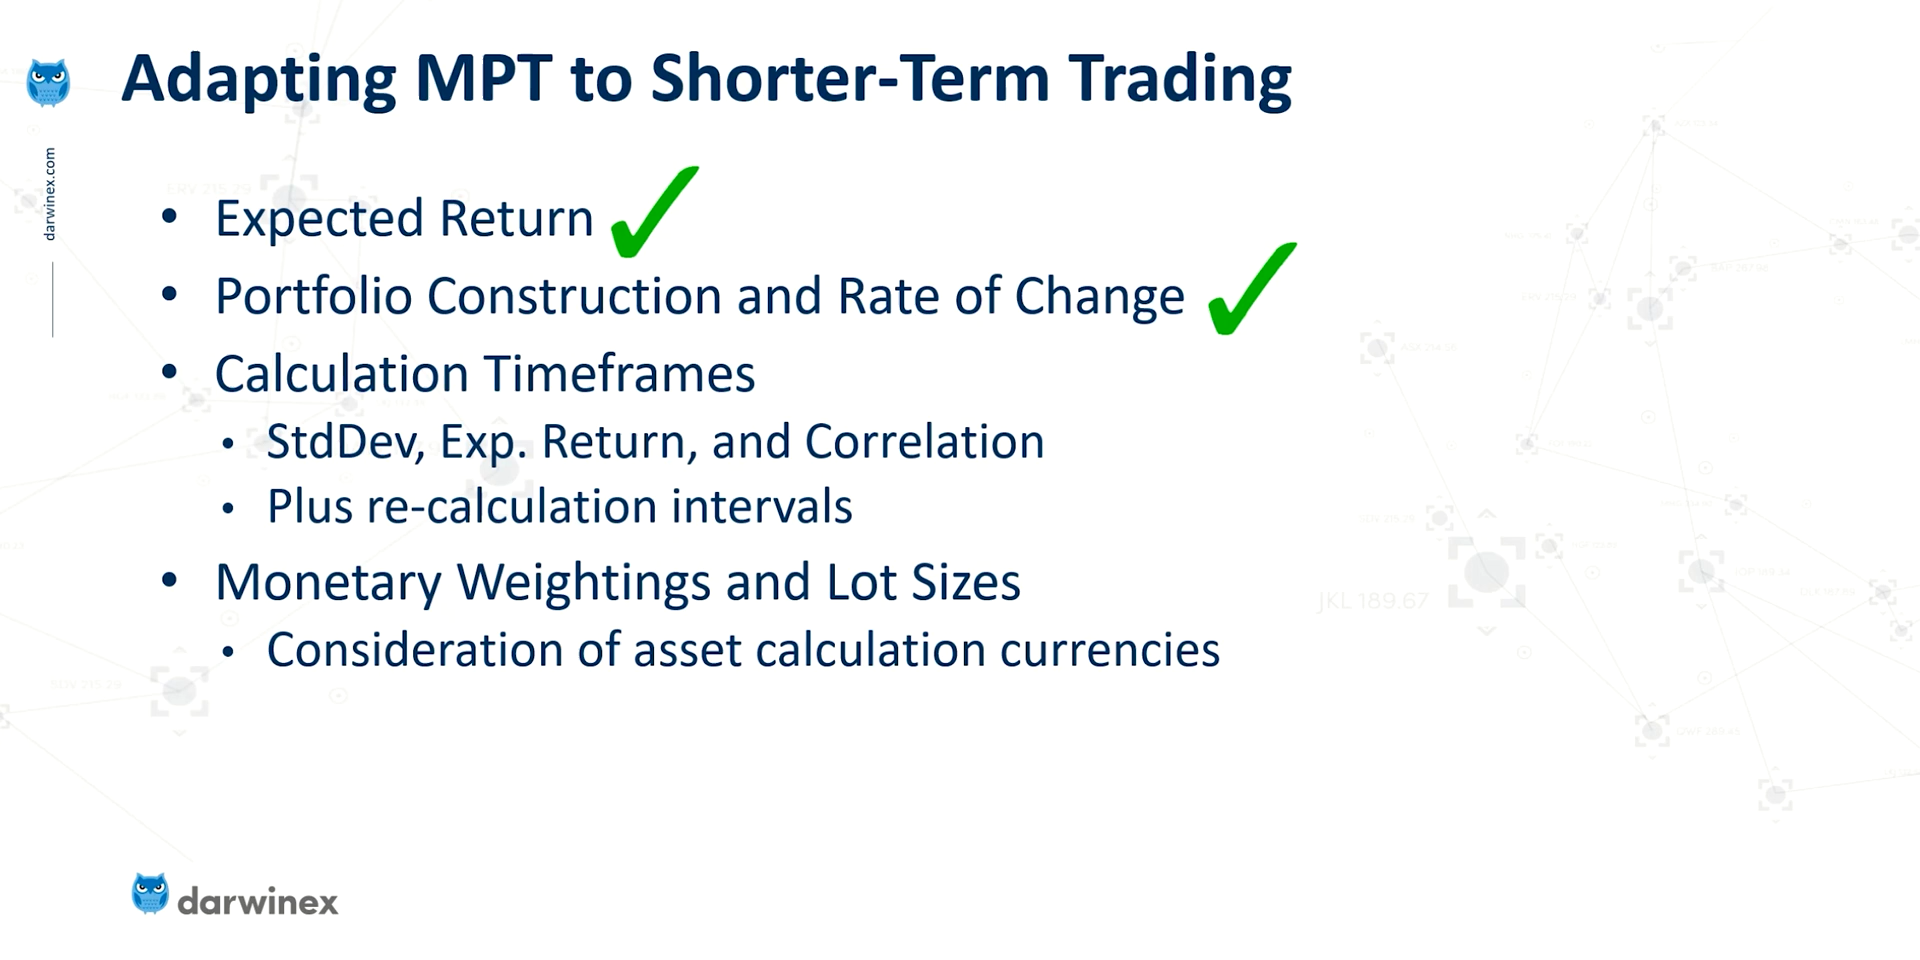 Adapting MPT to Shorter-Term Trading
darwinex.com
• Expected Return ✓
• Portfolio Construction and Rate of Change ✓
• Calculation Timeframes
• StdDev, Exp. Return, and Correlation
• Plus re-calculation intervals
• Monetary Weightings and Lot Sizes
• Consideration of asset calculation currencies
JKL 189.67
darwinex